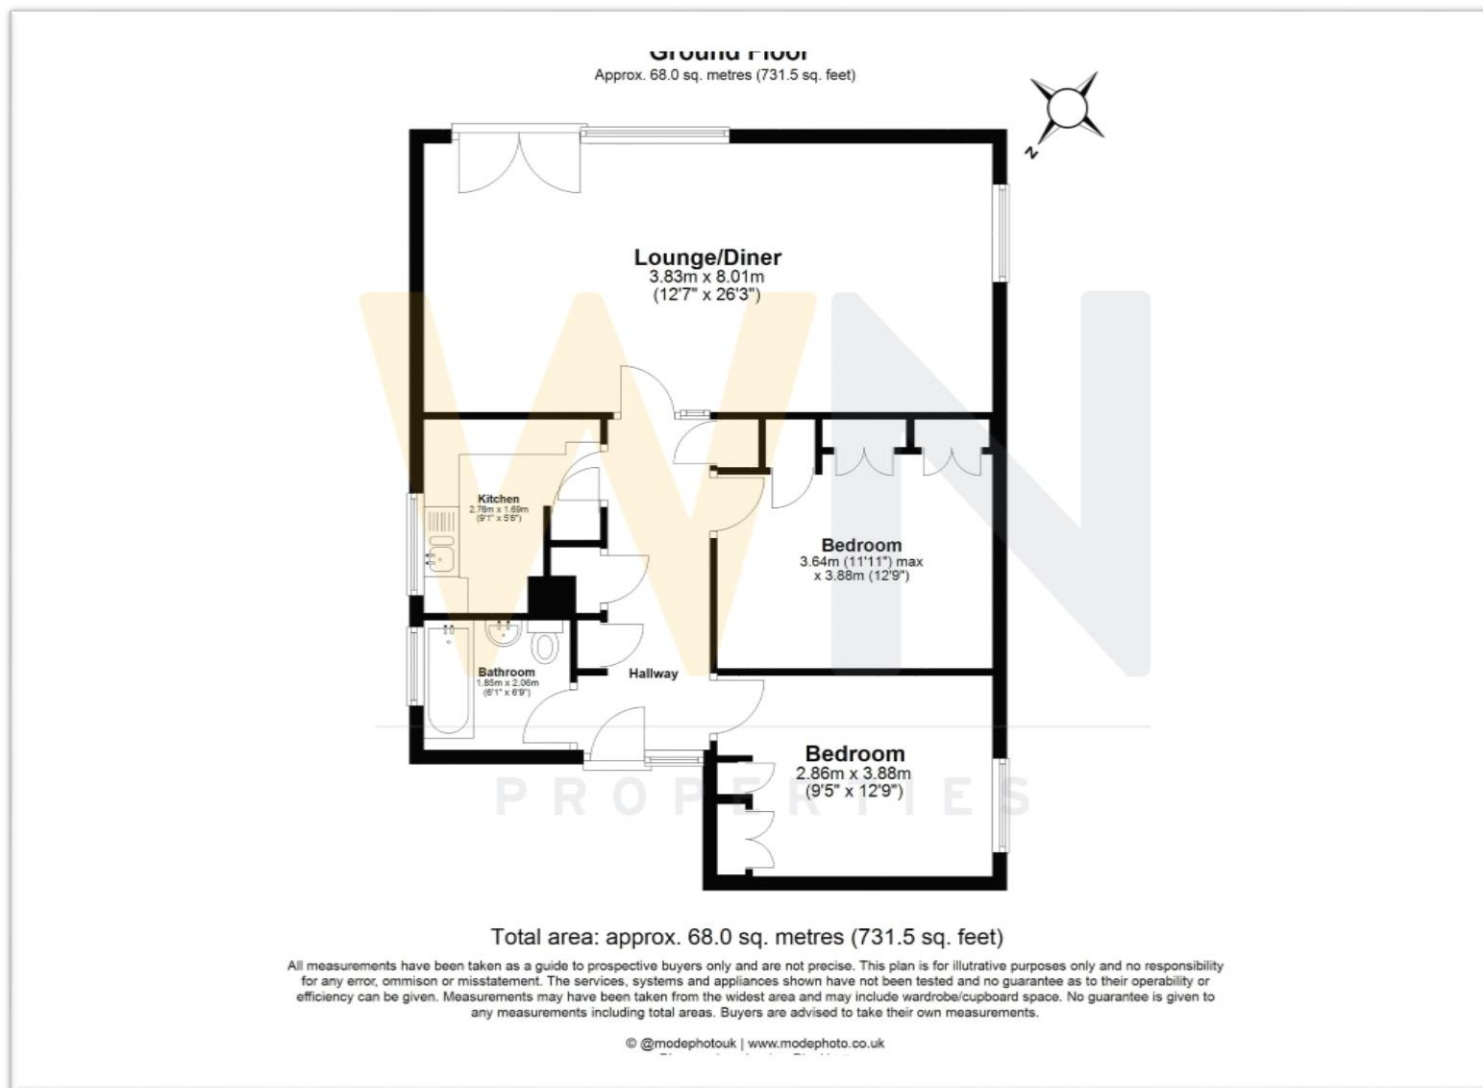 Ground Floor
Approx. 68.0 sq. metres (731.5 sq. feet)
N
Lounge/Diner
3.83m x 8.01m
(12'7" x 26'3")
WN
Kitchen
2.76m x 1.69m
(9'1" x 5'6")
Bedroom
3.64m (11'11") max
x 3.88m (12'9")
Bathroom
1.85m x 2.06m
(6'1" x 6'9")
Hallway
Bedroom
2.86m x 3.88m
(9'5" x 12'9")
PROPERTIES
Total area: approx. 68.0 sq. metres (731.5 sq. feet)
All measurements have been taken as a guide to prospective buyers only and are not precise. This plan is for illutrative purposes only and no responsibility
for any error, ommison or misstatement. The services, systems and appliances shown have not been tested and no guarantee as to their operability or
efficiency can be given. Measurements may have been taken from the widest area and may include wardrobe/cupboard space. No guarantee is given to
any measurements including total areas. Buyers are advised to take their own measurements.
© @modephotouk | www.modephoto.co.uk